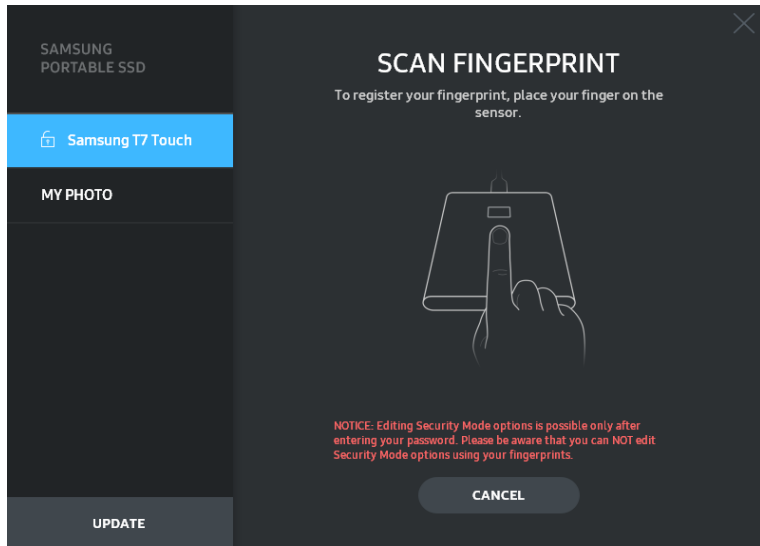 SAMSUNG
PORTABLE SSD
Samsung T7 Touch
MY PHOTO
UPDATE
SCAN FINGERPRINT
To register your fingerprint, place your finger on the
sensor.
NOTICE: Editing Security Mode options is possible only after
entering your password. Please be aware that you can NOT edit
Security Mode options using your fingerprints.
CANCEL